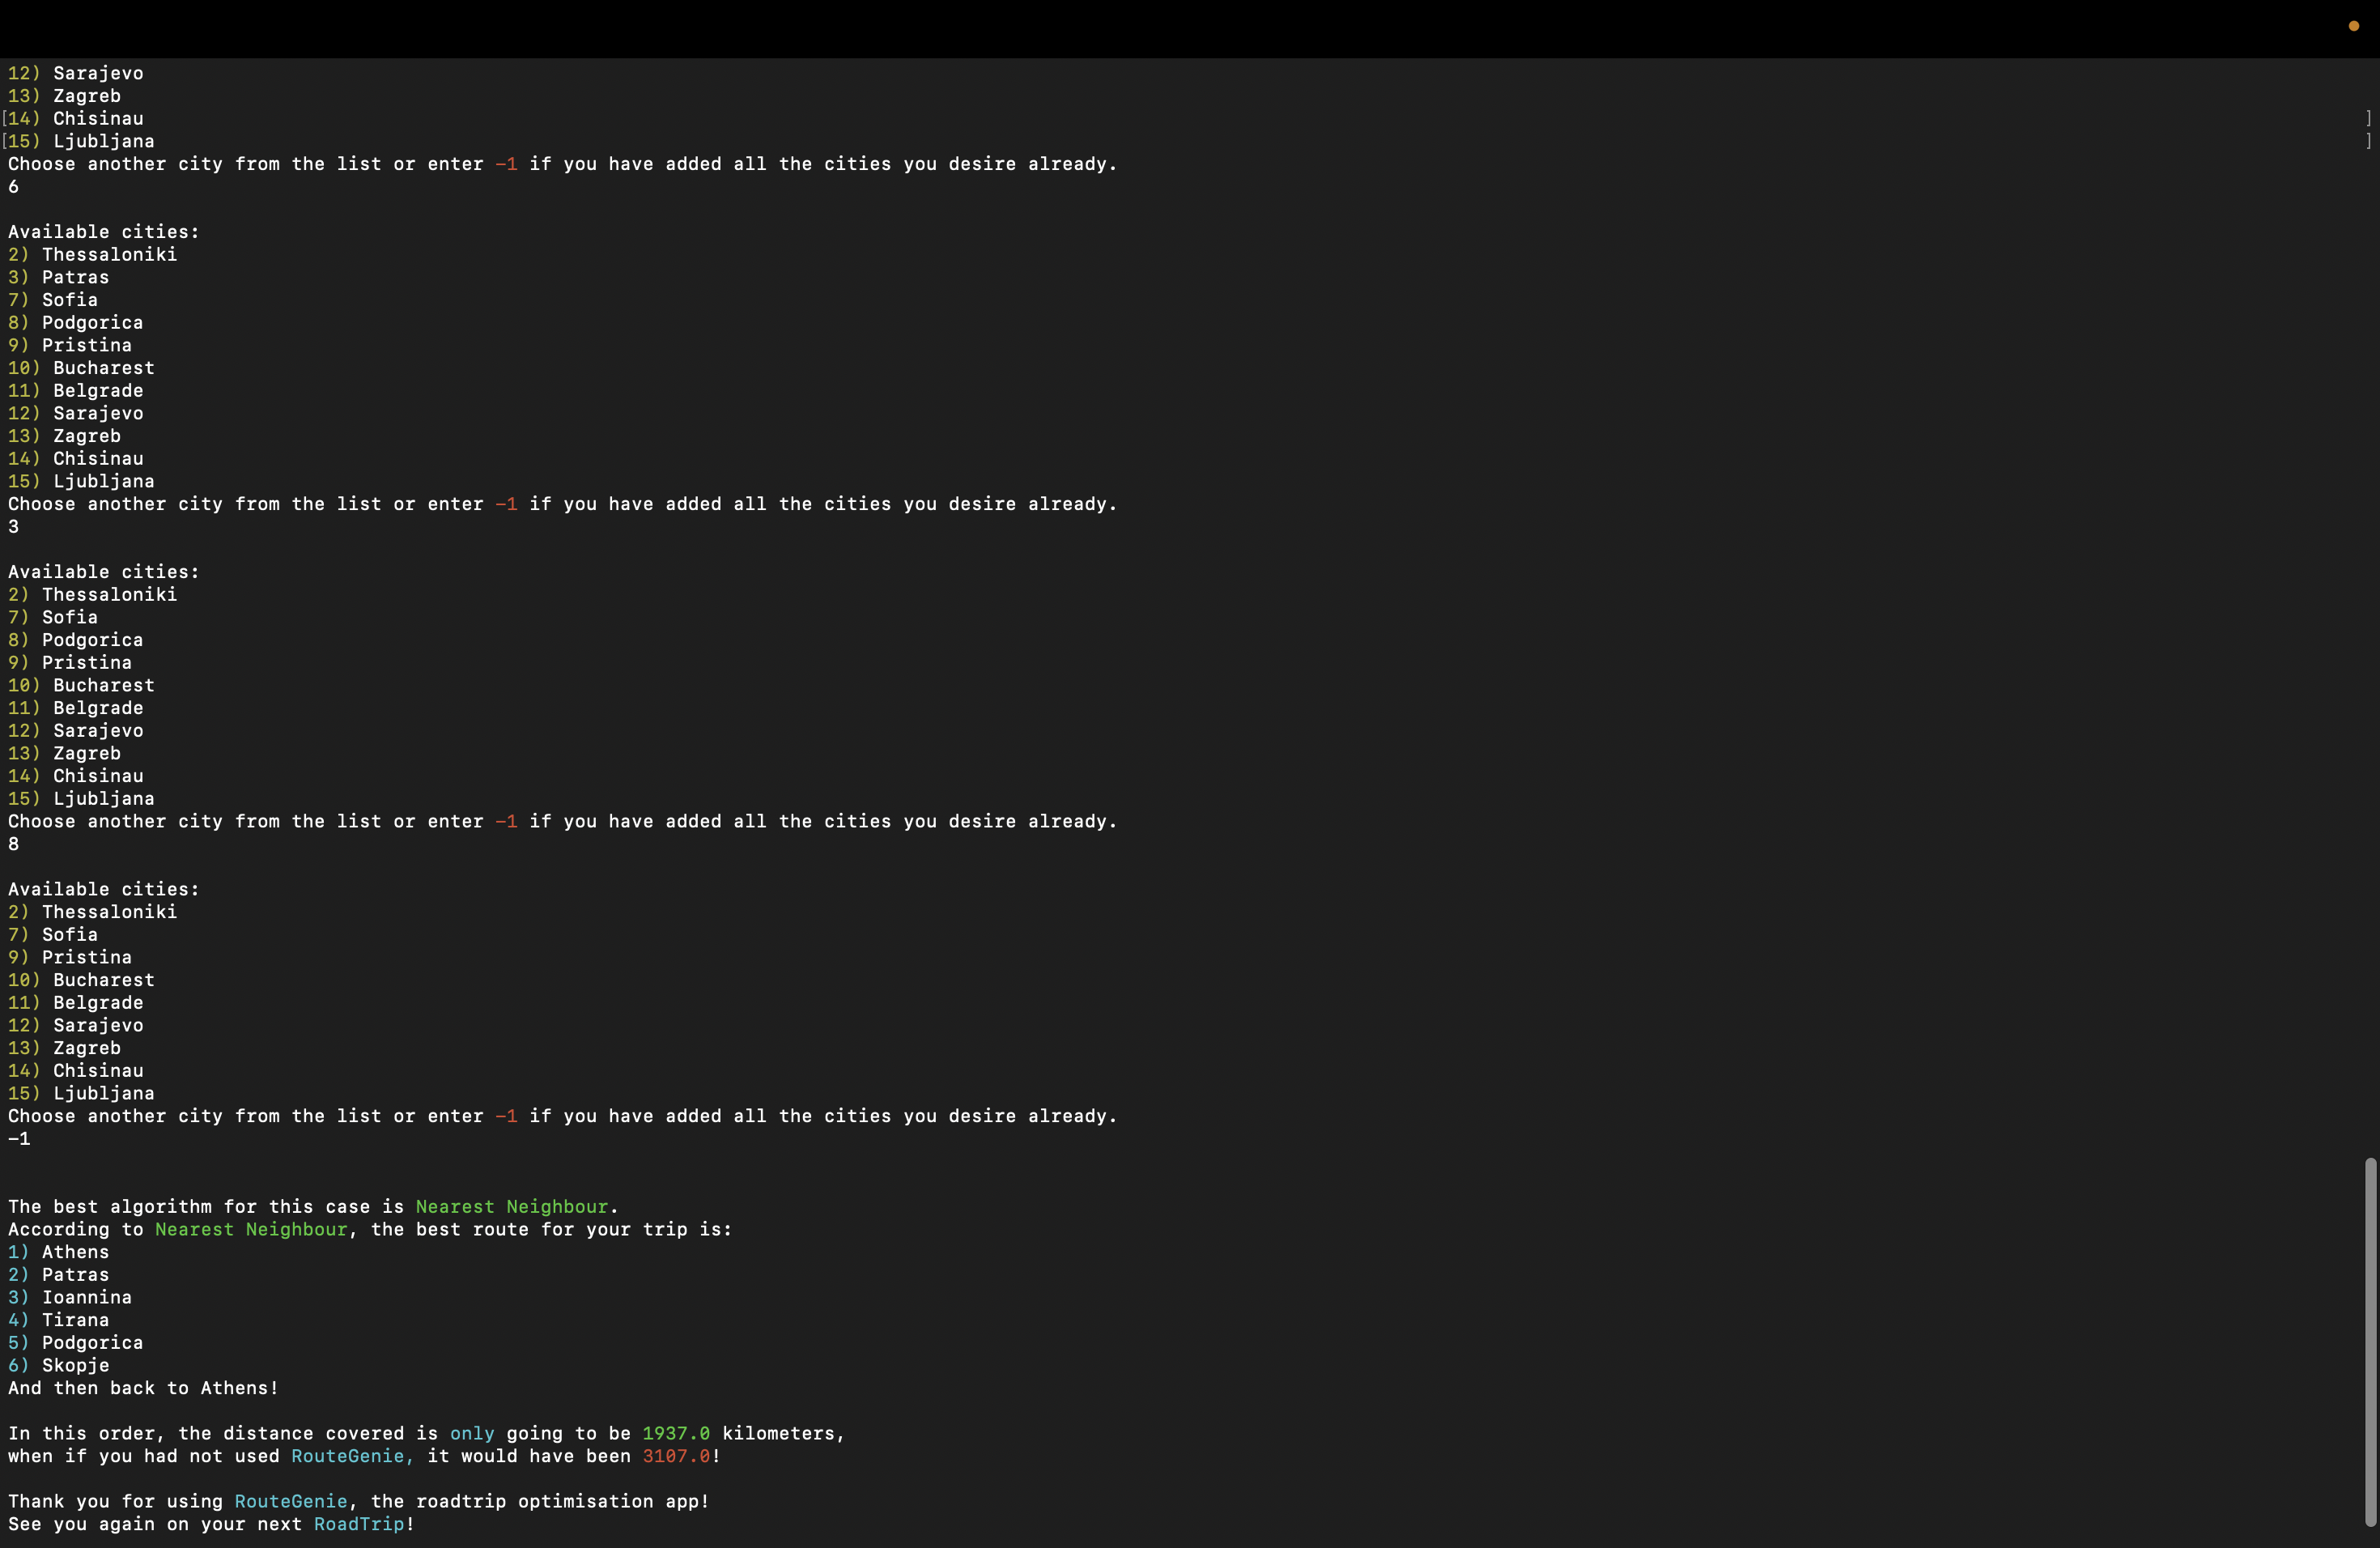 12) Sarajevo
13) Zagreb
[14) Chisinau ]
[15) Ljubljana ]
Choose another city from the list or enter -1 if you have added all the cities you desire already.
6
Available cities:
2) Thessaloniki
3) Patras
7) Sofia
8) Podgorica
9) Pristina
10) Bucharest
11) Belgrade
12) Sarajevo
13) Zagreb
14) Chisinau
15) Ljubljana
Choose another city from the list or enter -1 if you have added all the cities you desire already.
3
Available cities:
2) Thessaloniki
7) Sofia
8) Podgorica
9) Pristina
10) Bucharest
11) Belgrade
12) Sarajevo
13) Zagreb
14) Chisinau
15) Ljubljana
Choose another city from the list or enter -1 if you have added all the cities you desire already.
8
Available cities:
2) Thessaloniki
7) Sofia
9) Pristina
10) Bucharest
11) Belgrade
12) Sarajevo
13) Zagreb
14) Chisinau
15) Ljubljana
Choose another city from the list or enter -1 if you have added all the cities you desire already.
-1
The best algorithm for this case is Nearest Neighbour.
According to Nearest Neighbour, the best route for your trip is:
1) Athens
2) Patras
3) Ioannina
4) Tirana
5) Podgorica
6) Skopje
And then back to Athens!
In this order, the distance covered is only going to be 1937.0 kilometers,
when if you had not used RouteGenie, it would have been 3107.0!
Thank you for using RouteGenie, the roadtrip optimisation app!
See you again on your next RoadTrip!